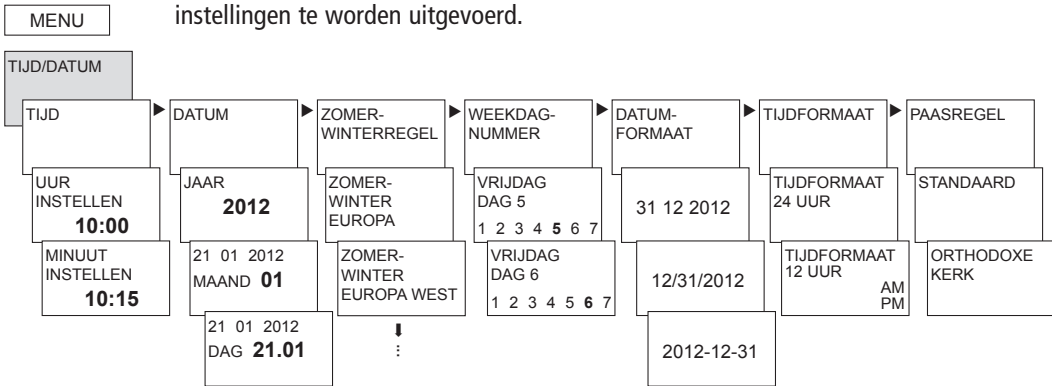 instellingen te worden uitgevoerd.
MENU
TIJD/DATUM
TIJD
UUR
INSTELLEN
10:00
MINUUT
INSTELLEN
10:15
DATUM
JAAR
2012
21 01 2012
MAAND 01
21 01 2012
DAG 21.01
ZOMER-
WINTERREGEL
ZOMER-
WINTER
EUROPA
ZOMER-
WINTER
EUROPA WEST
WEEKDAG-
NUMMER
VRIJDAG
DAG 5
1 2 3 4 5 6 7
VRIJDAG
DAG 6
1 2 3 4 5 6 7
DATUM-
FORMAAT
31 12 2012
12/31/2012
2012-12-31
TIJDFORMAAT
TIJDFORMAAT
24 UUR
TIJDFORMAAT
12 UUR
AM
PM
PAASREGEL
STANDAARD
ORTHODOXE
KERK